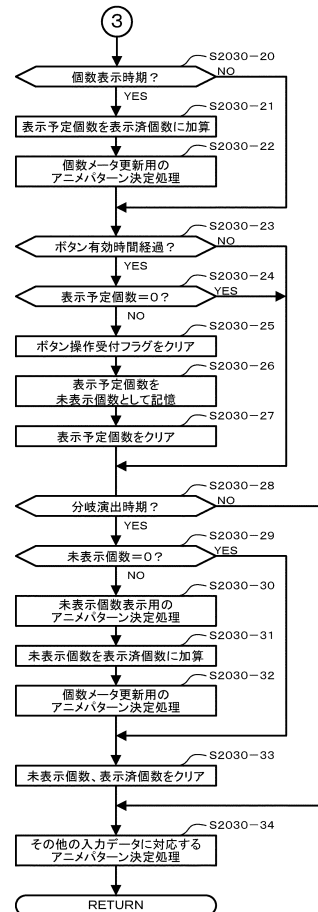 3
S2030-20
個数表示時期？
NO
YES
S2030-21
表示予定個数を表示済個数に加算
S2030-22
個数メータ更新用の
アニメパターン決定処理
S2030-23
ボタン有効時間経過？
NO
YES
S2030-24
表示予定個数＝０？
YES
NO
S2030-25
ボタン操作受付フラグをクリア
S2030-26
表示予定個数を
未表示個数として記憶
S2030-27
表示予定個数をクリア
S2030-28
分岐演出時期？
NO
YES
S2030-29
未表示個数＝０？
YES
NO
S2030-30
未表示個数表示用の
アニメパターン決定処理
S2030-31
未表示個数を表示済個数に加算
S2030-32
個数メータ更新用の
アニメパターン決定処理
S2030-33
未表示個数、表示済個数をクリア
S2030-34
その他の入力データに対応する
アニメパターン決定処理
RETURN